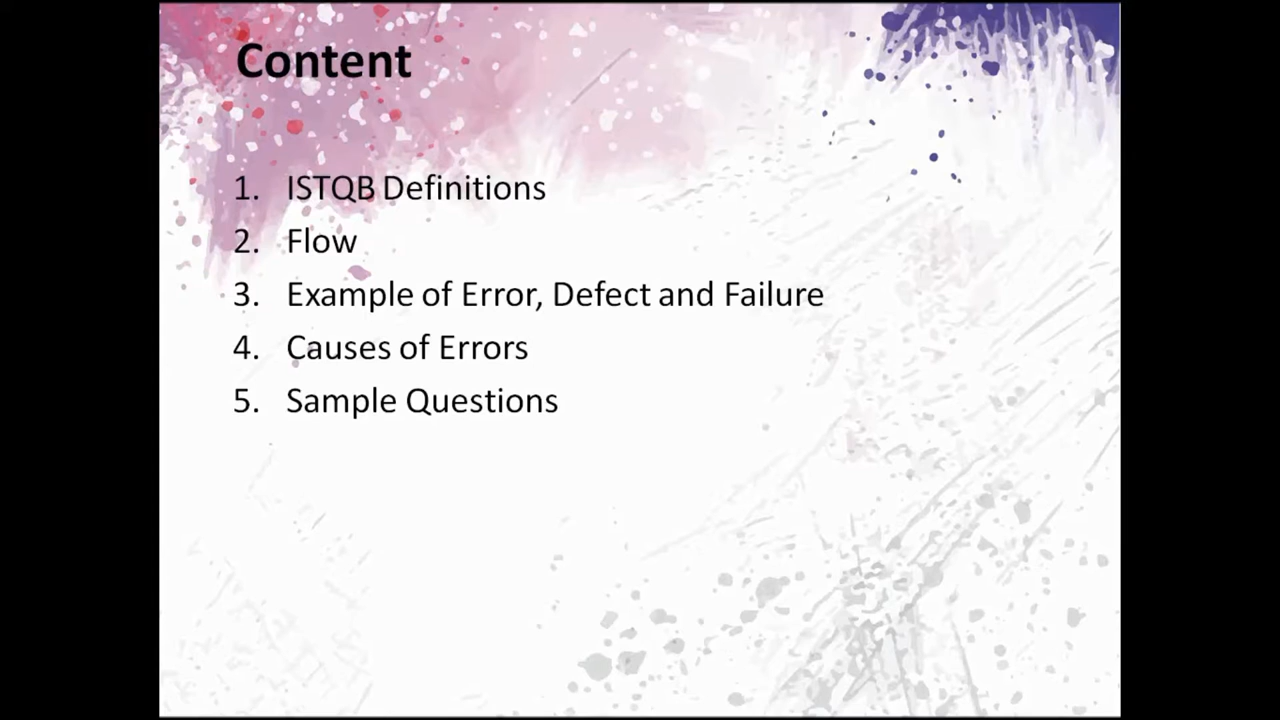 Content
1. ISTQB Definitions
2. Flow
3. Example of Error, Defect and Failure
4. Causes of Errors
5. Sample Questions